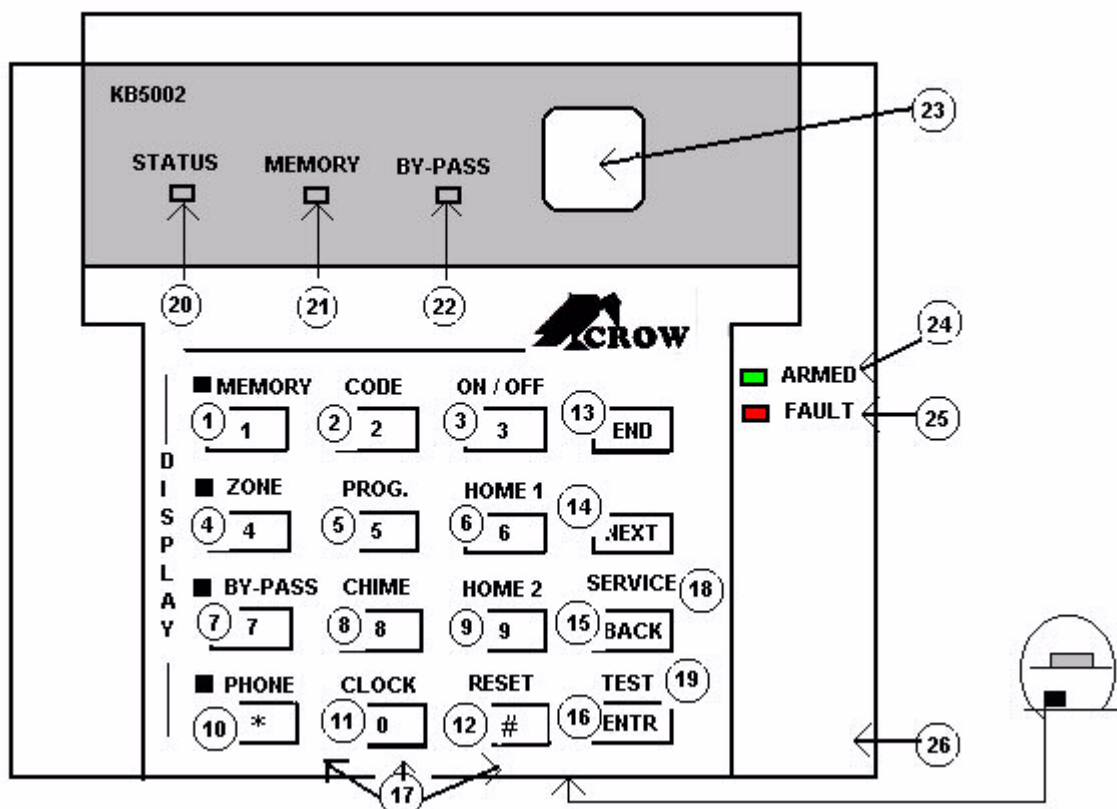 KB5002
23
STATUS MEMORY BY-PASS
20 21 22
CROW
24
ARMED
FAULT 25
MEMORY CODE ON / OFF
1 1 2 2 3 3 13 END
ZONE PROG. HOME 1
4 4 5 5 6 6 14 NEXT
BY-PASS CHIME HOME 2 SERVICE 18
7 7 8 8 9 9 15 BACK
PHONE CLOCK RESET TEST 19
10 * 11 0 12 # 16 ENTR
DISPLAY
26
17